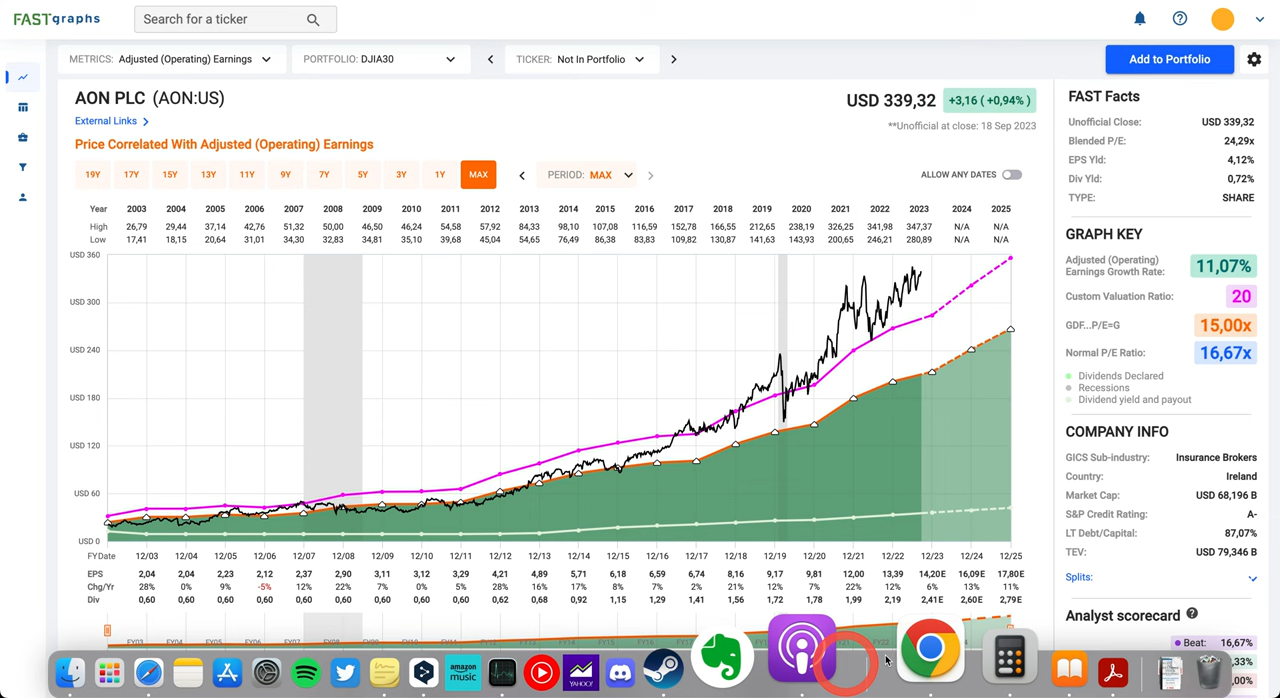 FAST graphs
Search for a ticker
METRICS: Adjusted (Operating) Earnings
PORTFOLIO: DJIA30
TICKER: Not In Portfolio
Add to Portfolio
AON PLC (AON:US)
USD 339,32
+3,16 ( +0,94% )
External Links
**Unofficial at close: 18 Sep 2023
Price Correlated With Adjusted (Operating) Earnings
19Y 17Y 15Y 13Y 11Y 9Y 7Y 5Y 3Y 1Y MAX
PERIOD: MAX
ALLOW ANY DATES
Year 2003 2004 2005 2006 2007 2008 2009 2010 2011 2012 2013 2014 2015 2016 2017 2018 2019 2020 2021 2022 2023 2024 2025
High 26,79 29,44 37,14 42,76 51,32 50,00 46,50 46,24 54,58 57,92 84,33 98,10 107,08 116,59 152,78 166,55 212,65 238,19 326,25 341,98 347,37 N/A N/A
Low 17,41 18,15 20,64 31,01 34,30 32,83 34,81 35,10 39,68 45,04 54,65 76,49 86,38 83,83 109,82 130,87 141,63 143,93 200,65 246,21 280,89 N/A N/A
USD 360
USD 300
USD 240
USD 180
USD 120
USD 60
USD 0
FYDate 12/03 12/04 12/05 12/06 12/07 12/08 12/09 12/10 12/11 12/12 12/13 12/14 12/15 12/16 12/17 12/18 12/19 12/20 12/21 12/22 12/23 12/24 12/25
EPS 2,04 2,04 2,23 2,12 2,37 2,90 3,11 3,12 3,29 4,21 4,89 5,71 6,18 6,59 6,74 8,16 9,17 9,81 12,00 13,39 14,20E 16,09E 17,80E
Chg/Yr 28% 0% 9% -5% 12% 22% 7% 0% 5% 28% 16% 17% 8% 7% 2% 21% 12% 7% 22% 12% 6% 13% 11%
Div 0,60 0,60 0,60 0,60 0,60 0,60 0,60 0,60 0,60 0,62 0,68 0,92 1,15 1,29 1,41 1,56 1,72 1,78 1,99 2,19 2,41E 2,60E 2,79E
FY03 FY04 FY05 FY06 FY07 FY08
FAST Facts
Unofficial Close: USD 339,32
Blended P/E: 24,29x
EPS Yld: 4,12%
Div Yld: 0,72%
TYPE: SHARE
GRAPH KEY
Adjusted (Operating)
Earnings Growth Rate: 11,07%
Custom Valuation Ratio: 20
GDF...P/E=G 15,00x
Normal P/E Ratio: 16,67x
Dividends Declared
Recessions
Dividend yield and payout
COMPANY INFO
GICS Sub-industry: Insurance Brokers
Country: Ireland
Market Cap: USD 68,196 B
S&P Credit Rating: A-
LT Debt/Capital: 87,07%
TEV: USD 79,346 B
Splits:
Analyst scorecard
Beat: 16,67%
amazon
music
YAHOO!